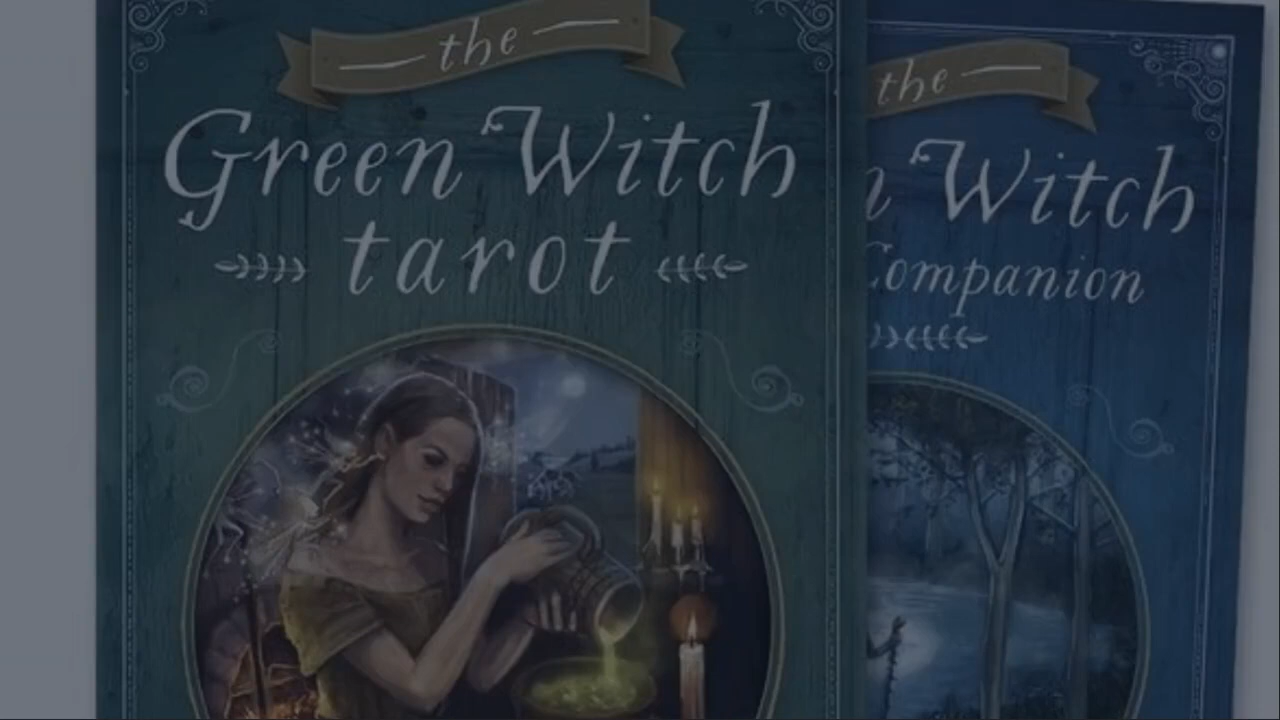 the
Green Witch
tarot
the
n Witch
Companion